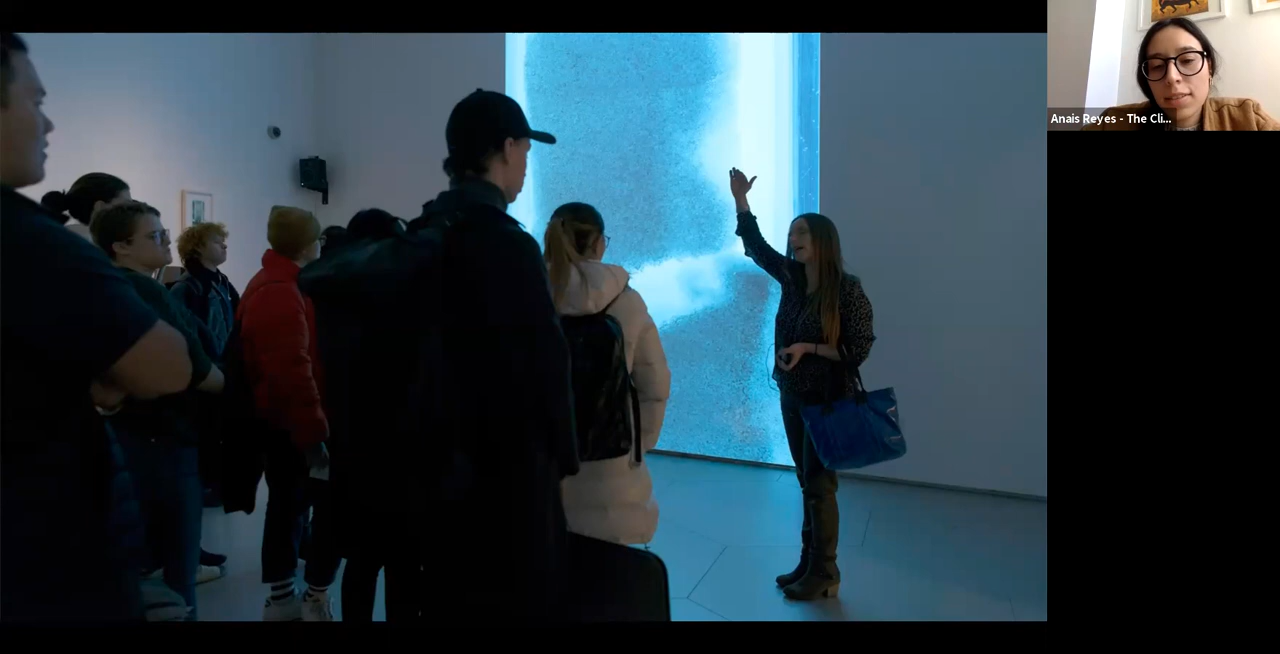 Anais Reyes - The Cli...